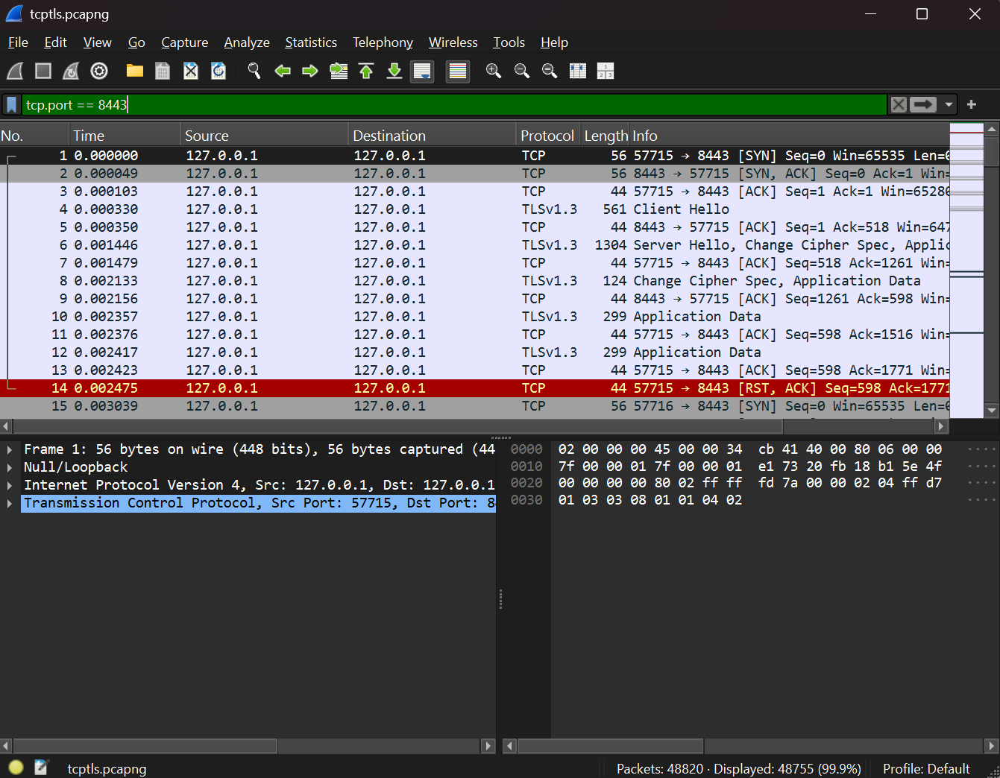 tcptls.pcapng
File Edit View Go Capture Analyze Statistics Telephony Wireless Tools Help
tcp.port == 8443
No. Time Source Destination Protocol Length Info
1 0.000000 127.0.0.1 127.0.0.1 TCP 56 57715 → 8443 [SYN] Seq=0 Win=65535 Len=0
2 0.000049 127.0.0.1 127.0.0.1 TCP 56 8443 → 57715 [SYN, ACK] Seq=0 Ack=1 Win=
3 0.000103 127.0.0.1 127.0.0.1 TCP 44 57715 → 8443 [ACK] Seq=1 Ack=1 Win=65280
4 0.000330 127.0.0.1 127.0.0.1 TLSv1.3 561 Client Hello
5 0.000350 127.0.0.1 127.0.0.1 TCP 44 8443 → 57715 [ACK] Seq=1 Ack=518 Win=647
6 0.001446 127.0.0.1 127.0.0.1 TLSv1.3 1304 Server Hello, Change Cipher Spec, Applic
7 0.001479 127.0.0.1 127.0.0.1 TCP 44 57715 → 8443 [ACK] Seq=518 Ack=1261 Win=
8 0.002133 127.0.0.1 127.0.0.1 TLSv1.3 124 Change Cipher Spec, Application Data
9 0.002156 127.0.0.1 127.0.0.1 TCP 44 8443 → 57715 [ACK] Seq=1261 Ack=598 Win=
10 0.002357 127.0.0.1 127.0.0.1 TLSv1.3 299 Application Data
11 0.002376 127.0.0.1 127.0.0.1 TCP 44 57715 → 8443 [ACK] Seq=598 Ack=1516 Win=
12 0.002417 127.0.0.1 127.0.0.1 TLSv1.3 299 Application Data
13 0.002423 127.0.0.1 127.0.0.1 TCP 44 57715 → 8443 [ACK] Seq=598 Ack=1771 Win=
14 0.002475 127.0.0.1 127.0.0.1 TCP 44 57715 → 8443 [RST, ACK] Seq=598 Ack=1771
15 0.003039 127.0.0.1 127.0.0.1 TCP 56 57716 → 8443 [SYN] Seq=0 Win=65535 Len=0
Frame 1: 56 bytes on wire (448 bits), 56 bytes captured (44
Null/Loopback
Internet Protocol Version 4, Src: 127.0.0.1, Dst: 127.0.0.1
Transmission Control Protocol, Src Port: 57715, Dst Port: 8
0000 02 00 00 00 45 00 00 34 cb 41 40 00 80 06 00 00 ····
0010 7f 00 00 01 7f 00 00 01 e1 73 20 fb 18 b1 5e 4f ····
0020 00 00 00 00 80 02 ff ff fd 7a 00 00 02 04 ff d7 ····
0030 01 03 03 08 01 01 04 02 ····
tcptls.pcapng Packets: 48820 · Displayed: 48755 (99.9%) Profile: Default